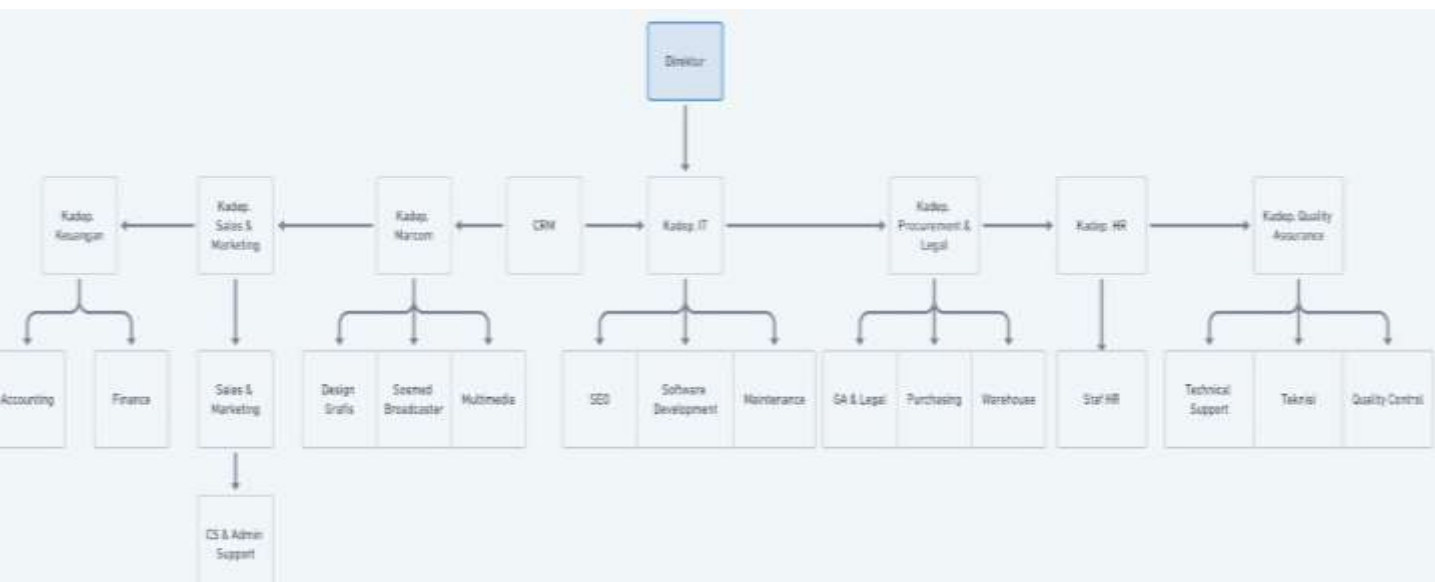 Direktur
Kadep.
Keuangan
Kadep.
Sales &
Marketing
Kadep.
Marcom
CRM
Kadep. IT
Kadep.
Procurement &
Legal
Kadep. HR
Kadep. Quality
Assurance
Accounting
Finance
Sales &
Marketing
Design
Grafis
Sosmed
Broadcaster
Multimedia
SEO
Software
Development
Maintenance
GA & Legal
Purchasing
Warehouse
Staf HR
Technical
Support
Teknisi
Quality Control
CS & Admin
Support